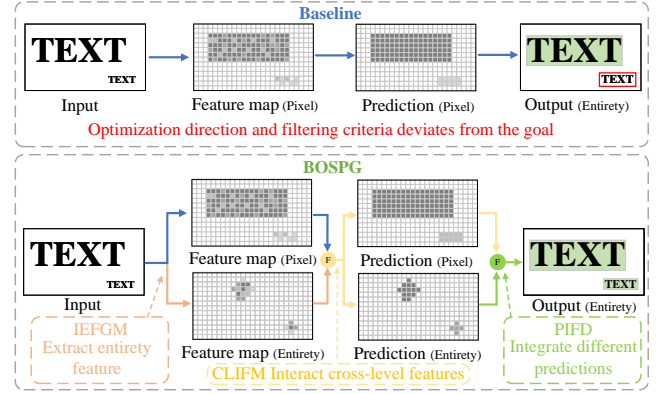 Baseline
TEXT
TEXT
TEXT
TEXT
Input
Feature map (Pixel)
Prediction (Pixel)
Output (Entirety)
Optimization direction and filtering criteria deviates from the goal
BOSPG
TEXT
TEXT
TEXT
TEXT
Feature map (Pixel)
Prediction (Pixel)
F
F
Input
Output (Entirety)
IEFGM
Extract entirety
feature
Feature map (Entirety)
Prediction (Entirety)
PIFD
Integrate different
predictions
CLIFM Interact cross-level features